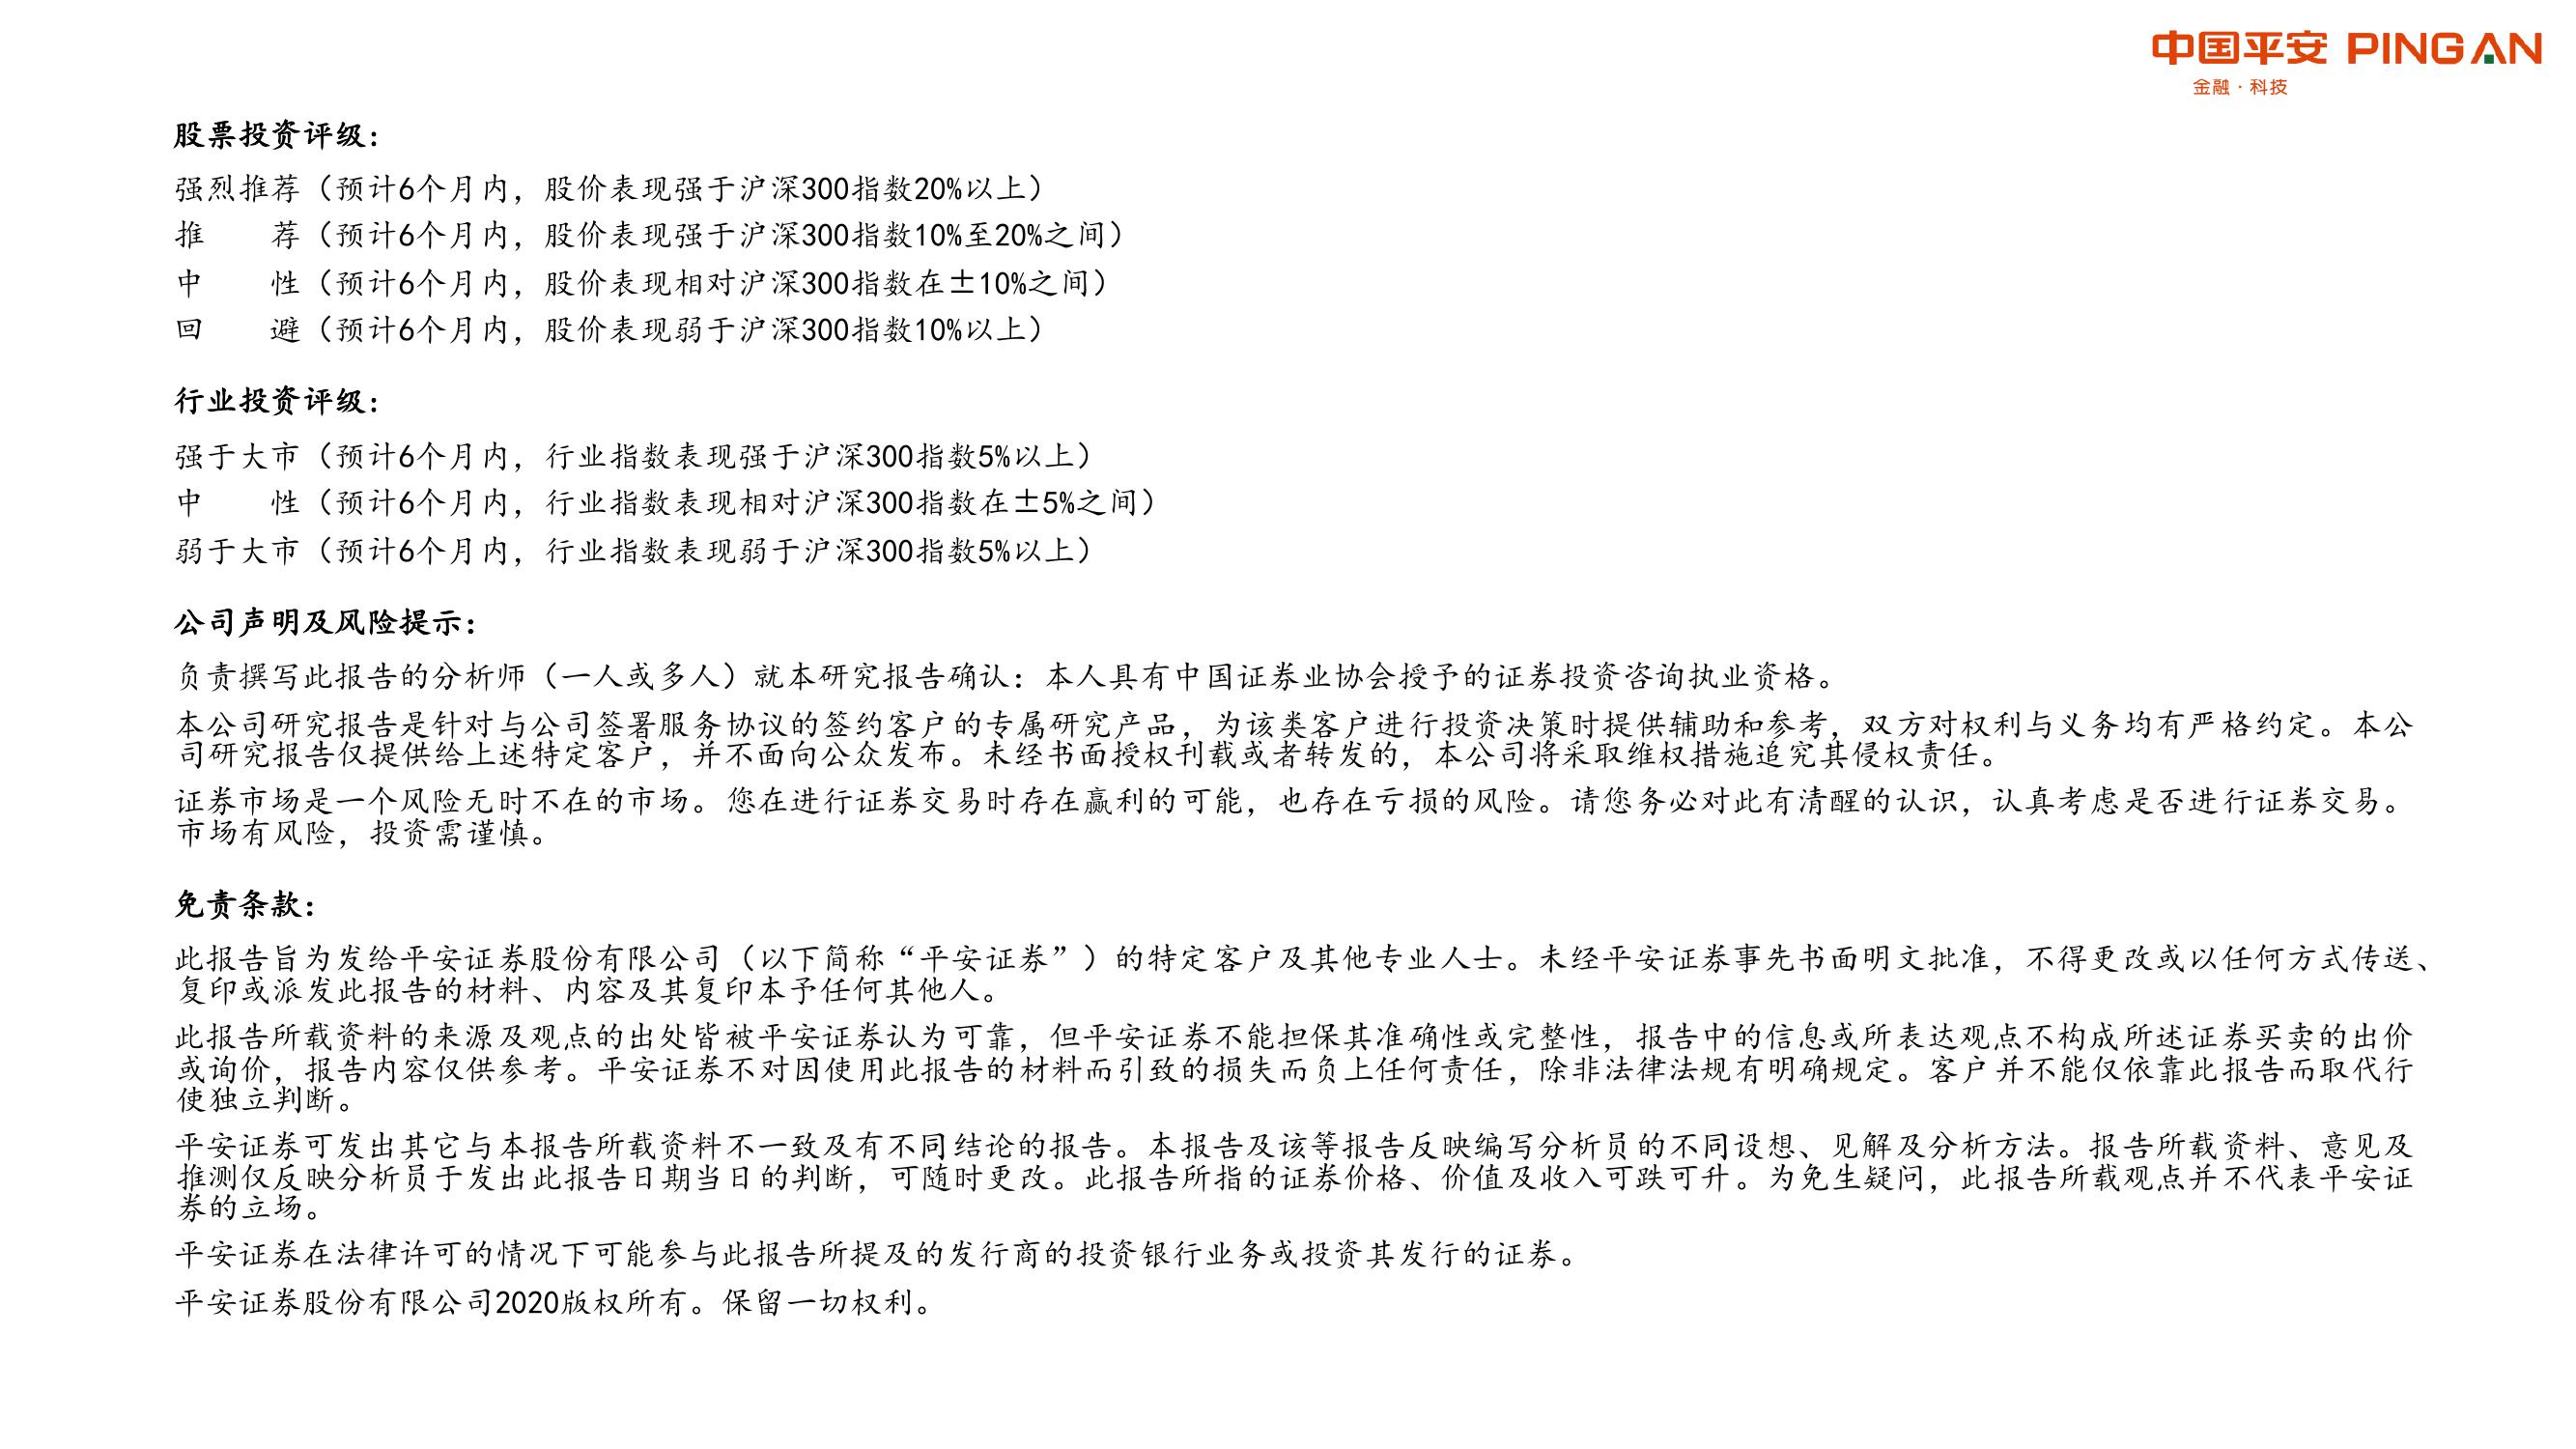 中国平安 PINGAN
金融·科技
股票投资评级：
强烈推荐（预计6个月内，股价表现强于沪深300指数20%以上）
推　　荐（预计6个月内，股价表现强于沪深300指数10%至20%之间）
中　　性（预计6个月内，股价表现相对沪深300指数在±10%之间）
回　　避（预计6个月内，股价表现弱于沪深300指数10%以上）
行业投资评级：
强于大市（预计6个月内，行业指数表现强于沪深300指数5%以上）
中　　性（预计6个月内，行业指数表现相对沪深300指数在±5%之间）
弱于大市（预计6个月内，行业指数表现弱于沪深300指数5%以上）
公司声明及风险提示：
负责撰写此报告的分析师（一人或多人）就本研究报告确认：本人具有中国证券业协会授予的证券投资咨询执业资格。
本公司研究报告是针对与公司签署服务协议的签约客户的专属研究产品，为该类客户进行投资决策时提供辅助和参考，双方对权利与义务均有严格约定。本公
司研究报告仅提供给上述特定客户，并不面向公众发布。未经书面授权刊载或者转发的，本公司将采取维权措施追究其侵权责任。
证券市场是一个风险无时不在的市场。您在进行证券交易时存在赢利的可能，也存在亏损的风险。请您务必对此有清醒的认识，认真考虑是否进行证券交易。
市场有风险，投资需谨慎。
免责条款：
此报告旨为发给平安证券股份有限公司（以下简称“平安证券”）的特定客户及其他专业人士。未经平安证券事先书面明文批准，不得更改或以任何方式传送、
复印或派发此报告的材料、内容及其复印本予任何其他人。
此报告所载资料的来源及观点的出处皆被平安证券认为可靠，但平安证券不能担保其准确性或完整性，报告中的信息或所表达观点不构成所述证券买卖的出价
或询价，报告内容仅供参考。平安证券不对因使用此报告的材料而引致的损失而负上任何责任，除非法律法规有明确规定。客户并不能仅依靠此报告而取代行
使独立判断。
平安证券可发出其它与本报告所载资料不一致及有不同结论的报告。本报告及该等报告反映编写分析员的不同设想、见解及分析方法。报告所载资料、意见及
推测仅反映分析员于发出此报告日期当日的判断，可随时更改。此报告所指的证券价格、价值及收入可跌可升。为免生疑问，此报告所载观点并不代表平安证
券的立场。
平安证券在法律许可的情况下可能参与此报告所提及的发行商的投资银行业务或投资其发行的证券。
平安证券股份有限公司2020版权所有。保留一切权利。